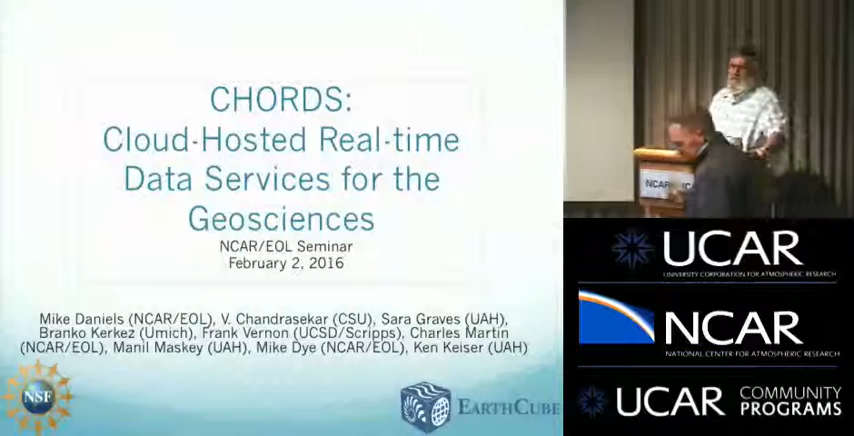 CHORDS:
Cloud-Hosted Real-time
Data Services for the
Geosciences
NCAR/EOL Seminar
February 2, 2016
Mike Daniels (NCAR/EOL), V. Chandrasekar (CSU), Sara Graves (UAH),
Branko Kerkez (Umich), Frank Vernon (UCSD/Scripps), Charles Martin
(NCAR/EOL), Manil Maskey (UAH), Mike Dye (NCAR/EOL), Ken Keiser (UAH)
NSF
EARTHCUBE
NCAR
UCAR
UNIVERSITY CORPORATION FOR ATMOSPHERIC RESEARCH
NCAR
NATIONAL CENTER FOR ATMOSPHERIC RESEARCH
UCAR COMMUNITY
PROGRAMS